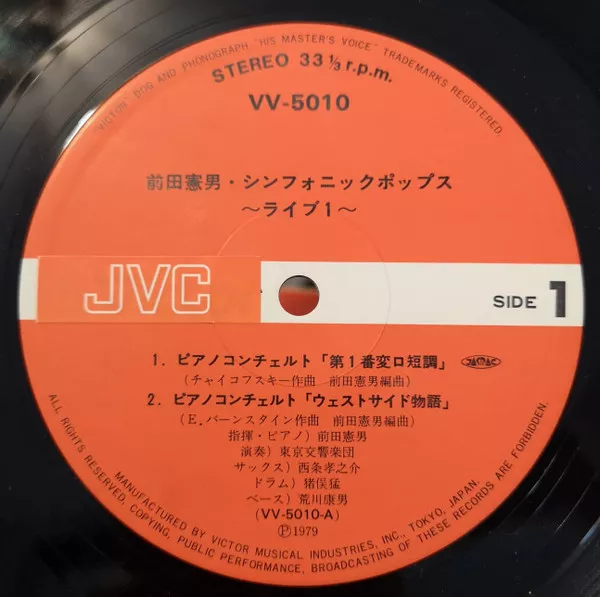 VICTOR "DOG AND PHONOGRAPH" "HIS MASTER'S VOICE" TRADEMARKS REGISTERED.
STEREO 33 1/3 r.p.m.
VV-5010
前田憲男・シンフォニックポップス
～ライブ1～
JVC
SIDE 1
1. ピアノコンチェルト「第1番変ロ短調」 JASRAC
(チャイコフスキー作曲 前田憲男編曲)
2. ピアノコンチェルト「ウェストサイド物語」
(E.バーンスタイン作曲 前田憲男編曲)
指揮・ピアノ) 前田憲男
演奏) 東京交響楽団
サックス) 西条孝之介
ドラム) 猪俣猛
ベース) 荒川康男
(VV-5010-A)
Ⓟ1979
MANUFACTURED BY VICTOR MUSICAL INDUSTRIES, INC., TOKYO, JAPAN.
ALL RIGHTS RESERVED, COPYING, PUBLIC PERFORMANCE, BROADCASTING OF THESE RECORDS ARE FORBIDDEN.